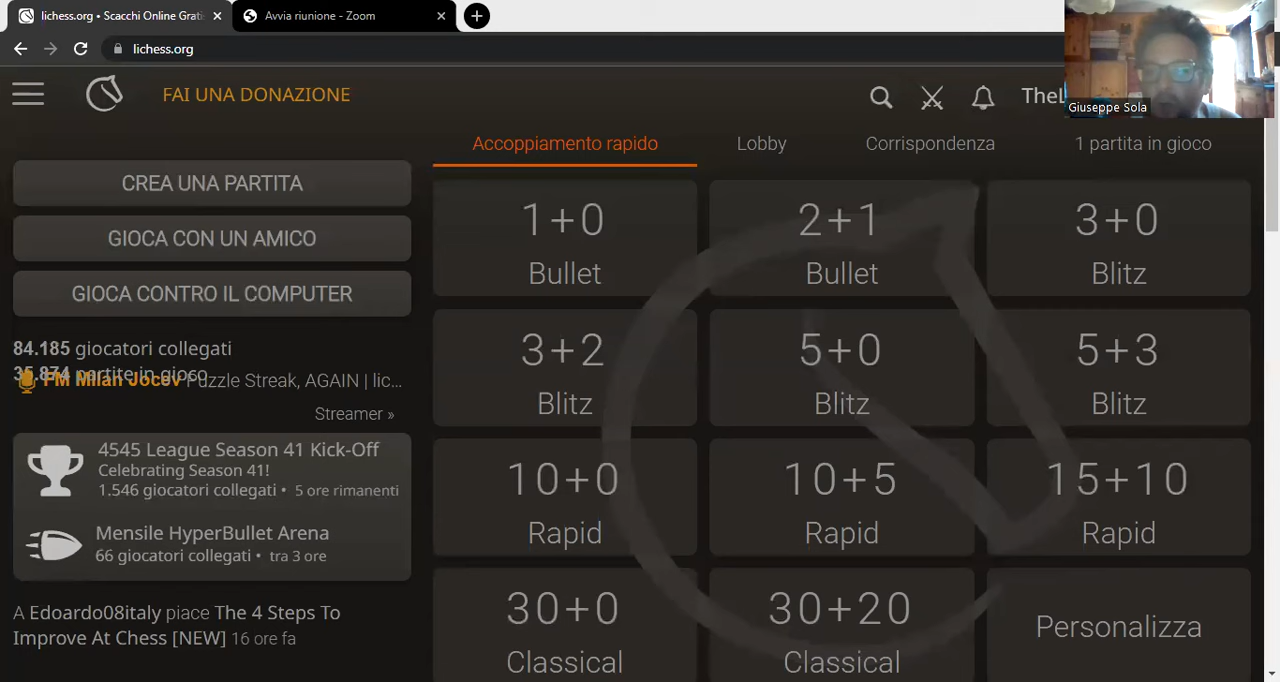 lichess.org • Scacchi Online Grati
Avvia riunione - Zoom
lichess.org
FAI UNA DONAZIONE
TheL
Giuseppe Sola
Accoppiamento rapido
Lobby
Corrispondenza
1 partita in gioco
CREA UNA PARTITA
GIOCA CON UN AMICO
GIOCA CONTRO IL COMPUTER
84.185 giocatori collegati
35.874 partite in gioco
FM Milan Jocev Puzzle Streak, AGAIN | lic...
Streamer »
4545 League Season 41 Kick-Off
Celebrating Season 41!
1.546 giocatori collegati • 5 ore rimanenti
Mensile HyperBullet Arena
66 giocatori collegati • tra 3 ore
A Edoardo08italy piace The 4 Steps To
Improve At Chess [NEW] 16 ore fa
1+0
Bullet
2+1
Bullet
3+0
Blitz
3+2
Blitz
5+0
Blitz
5+3
Blitz
10+0
Rapid
10+5
Rapid
15+10
Rapid
30+0
Classical
30+20
Classical
Personalizza